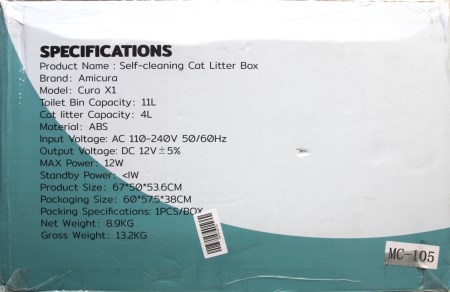 SPECIFICATIONS
Product Name : Self-cleaning Cat Litter Box
Brand: Amicura
Model: Cura X1
Toilet Bin Capacity: 11L
Cat litter Capacity: 4L
Material: ABS
Input Voltage: AC 110-240V 50/60Hz
Output Voltage: DC 12V±5%
MAX Power: 12W
Standby Power: <1W
Product Size: 67*50*53.6CM
Packaging Size: 60*575*38CM
Packing Specifications: 1PCS/BOX
Net Weight: 8.9KG
Gross Weight: 13.2KG
MC-105